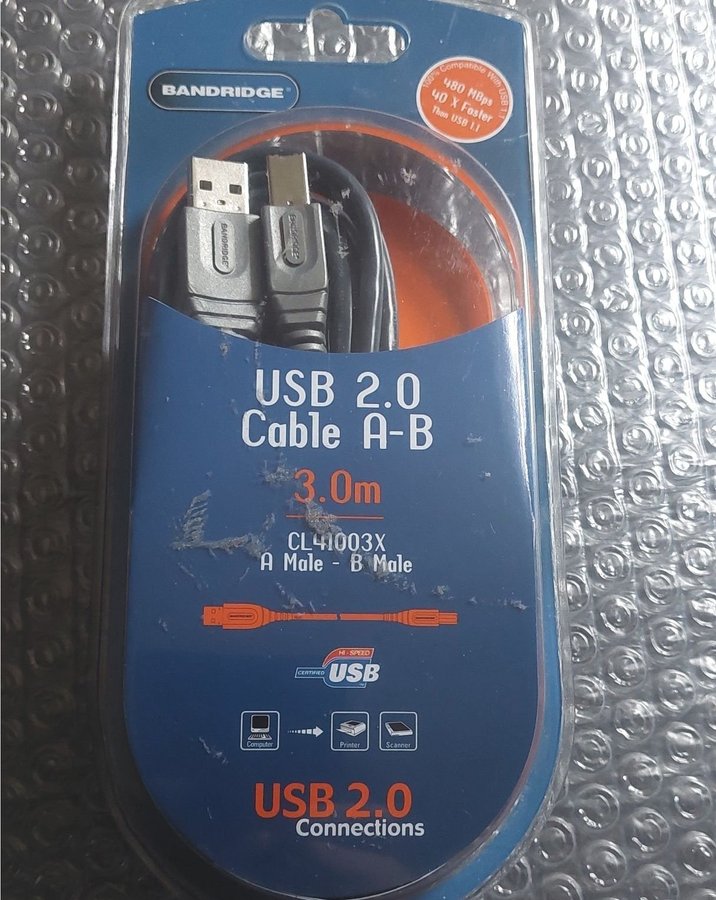 BANDRIDGE®
100% Compatible With USB 1.1
480 MBps
40 X Faster
Than USB 1.1
BANDRIDGE
BANDRIDGE
USB 2.0
Cable A-B
3.0m
CL41003X
A Male - B Male
HI-SPEED
CERTIFIED
USB
Computer
Printer
Scanner
USB 2.0
Connections